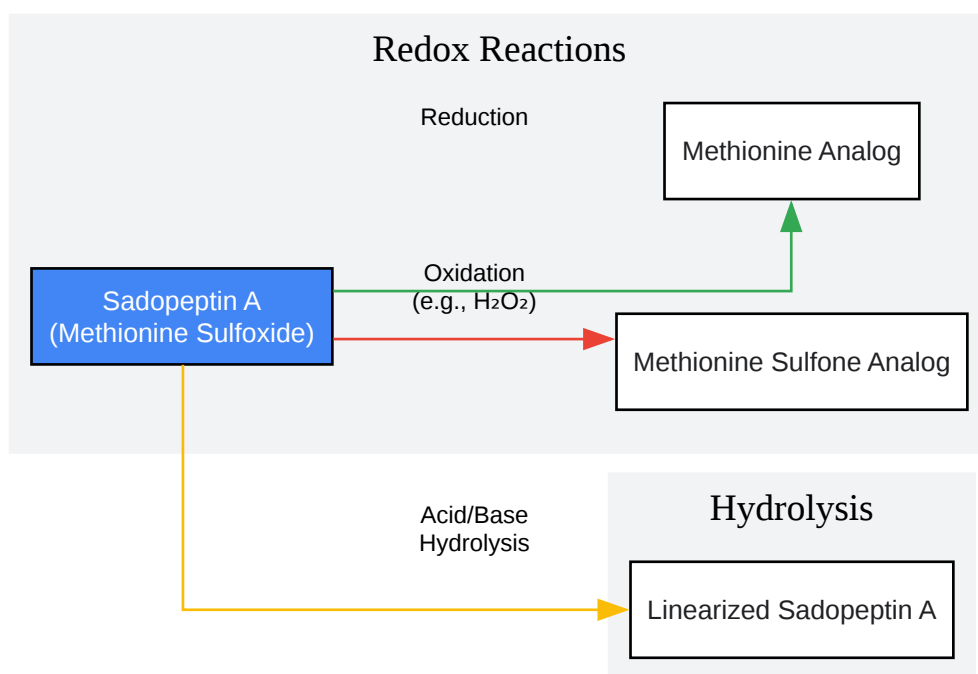 Redox Reactions
Reduction
Methionine Analog
Sadopeptin A
(Methionine Sulfoxide)
Oxidation
(e.g., H₂O₂)
Methionine Sulfone Analog
Acid/Base
Hydrolysis
Hydrolysis
Linearized Sadopeptin A